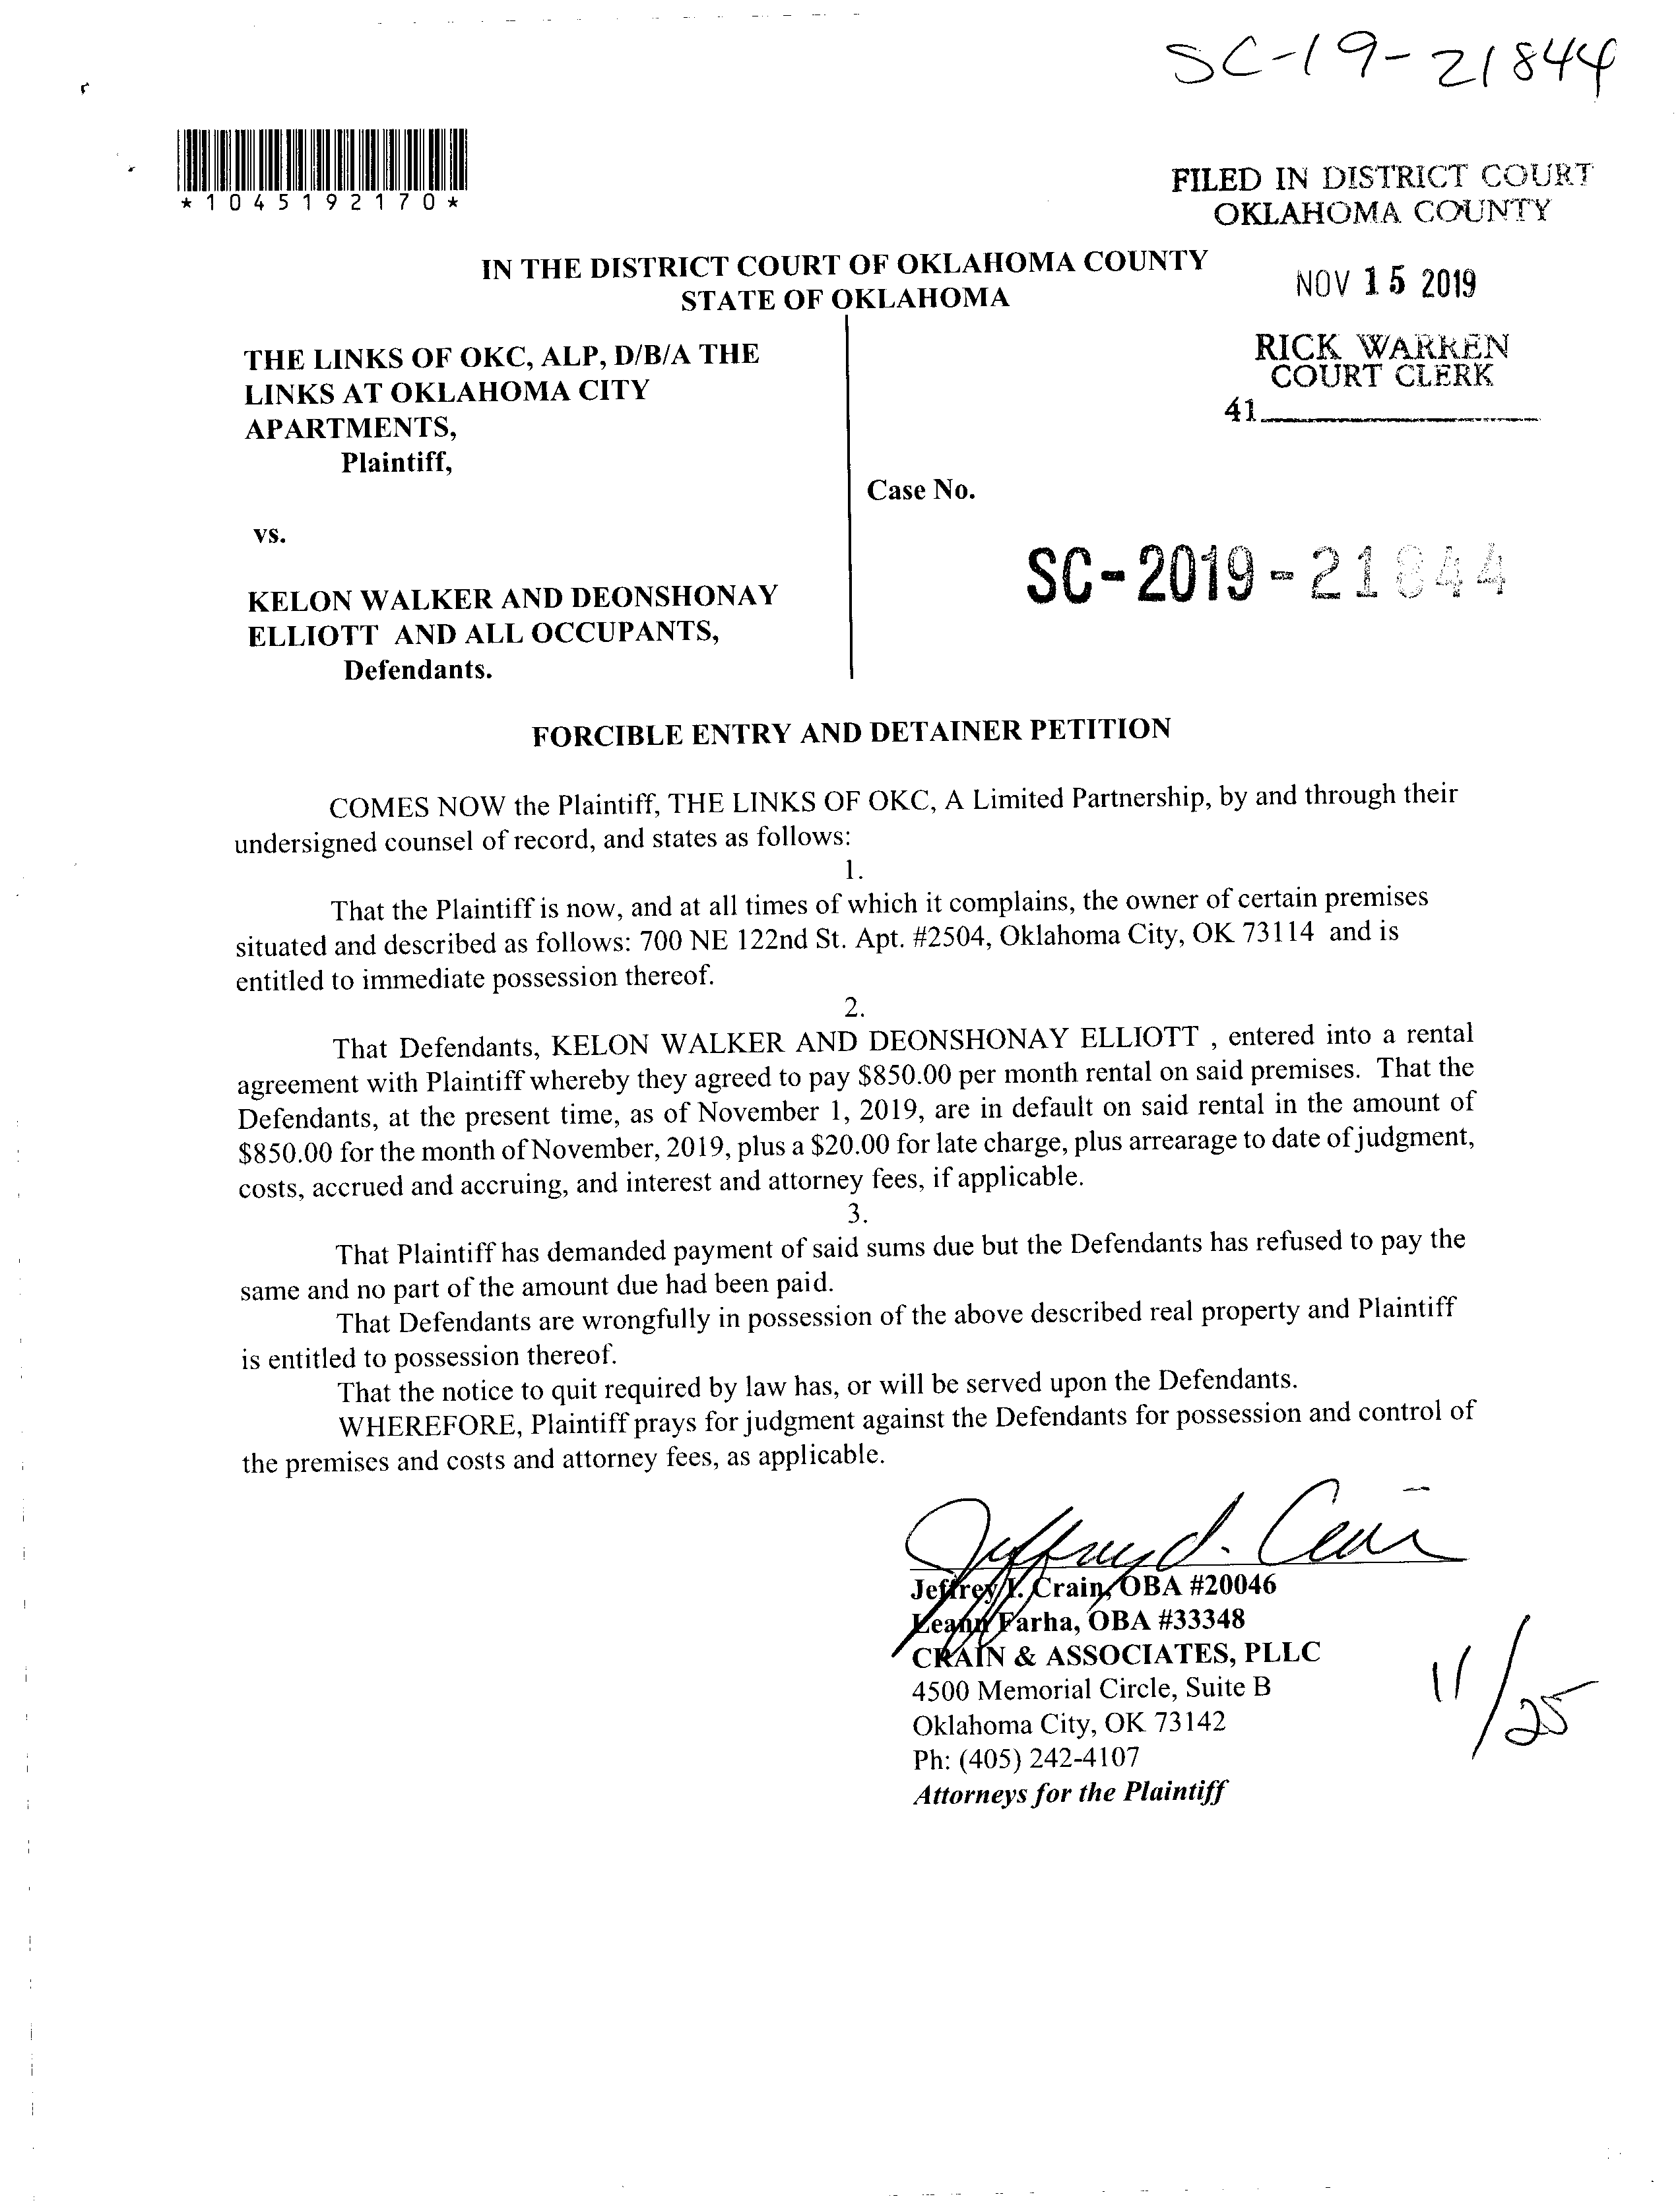 SC-19-21844
*1045192170*
FILED IN DISTRICT COURT
OKLAHOMA COUNTY
IN THE DISTRICT COURT OF OKLAHOMA COUNTY
STATE OF OKLAHOMA
NOV 15 2019
RICK WARREN
COURT CLERK
41
THE LINKS OF OKC, ALP, D/B/A THE
LINKS AT OKLAHOMA CITY
APARTMENTS,
Plaintiff,
Case No.
vs.
SC-2019-21844
KELON WALKER AND DEONSHONAY
ELLIOTT AND ALL OCCUPANTS,
Defendants.
FORCIBLE ENTRY AND DETAINER PETITION
COMES NOW the Plaintiff, THE LINKS OF OKC, A Limited Partnership, by and through their
undersigned counsel of record, and states as follows:
1.
That the Plaintiff is now, and at all times of which it complains, the owner of certain premises
situated and described as follows: 700 NE 122nd St. Apt. #2504, Oklahoma City, OK 73114 and is
entitled to immediate possession thereof.
2.
That Defendants, KELON WALKER AND DEONSHONAY ELLIOTT , entered into a rental
agreement with Plaintiff whereby they agreed to pay $850.00 per month rental on said premises. That the
Defendants, at the present time, as of November 1, 2019, are in default on said rental in the amount of
$850.00 for the month of November, 2019, plus a $20.00 for late charge, plus arrearage to date of judgment,
costs, accrued and accruing, and interest and attorney fees, if applicable.
3.
That Plaintiff has demanded payment of said sums due but the Defendants has refused to pay the
same and no part of the amount due had been paid.
That Defendants are wrongfully in possession of the above described real property and Plaintiff
is entitled to possession thereof.
That the notice to quit required by law has, or will be served upon the Defendants.
WHEREFORE, Plaintiff prays for judgment against the Defendants for possession and control of
the premises and costs and attorney fees, as applicable.
Jeffrey Crain, OBA #20046
Leann Farha, OBA #33348
CRAIN & ASSOCIATES, PLLC
4500 Memorial Circle, Suite B
Oklahoma City, OK 73142
Ph: (405) 242-4107
Attorneys for the Plaintiff
11/25